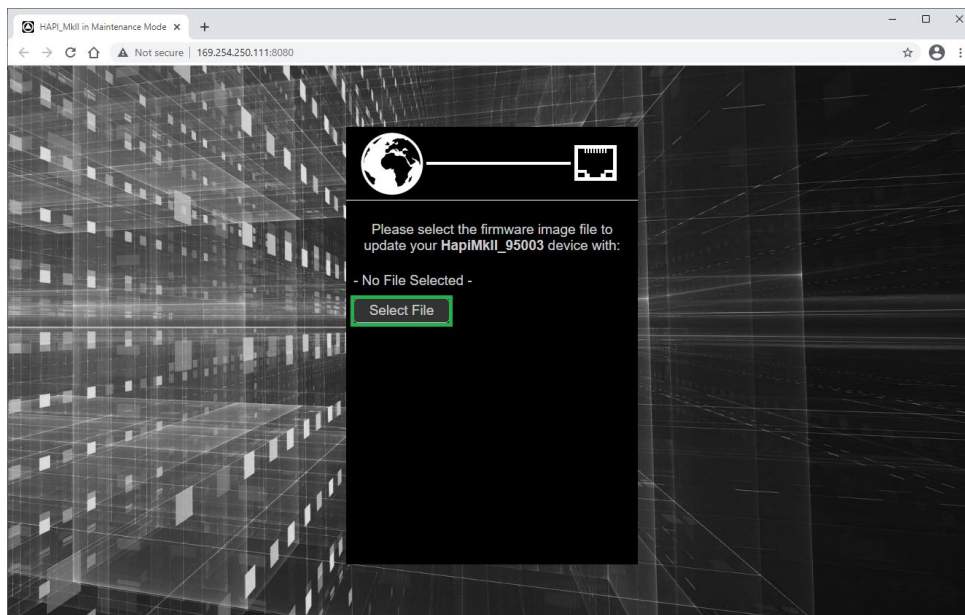 HAPI_MkII in Maintenance Mode
Not secure
169.254.250.111:8080
Please select the firmware image file to
update your HapiMkII_95003 device with:
- No File Selected -
Select File